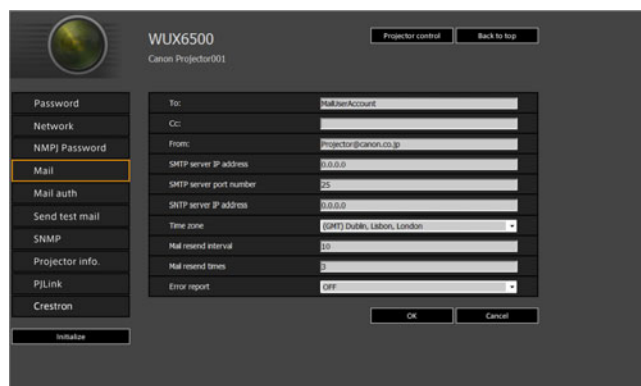 WUX6500
Canon Projector001
Projector control
Back to top
Password
Network
NMPJ Password
Mail
Mail auth
Send test mail
SNMP
Projector info.
PJLink
Crestron
Initialize
To: MailUserAccount
Cc:
From: Projector@canon.co.jp
SMTP server IP address 0.0.0.0
SMTP server port number 25
SNTP server IP address 0.0.0.0
Time zone (GMT) Dublin, Lisbon, London
Mail resend interval 10
Mail resend times 3
Error report OFF
OK
Cancel